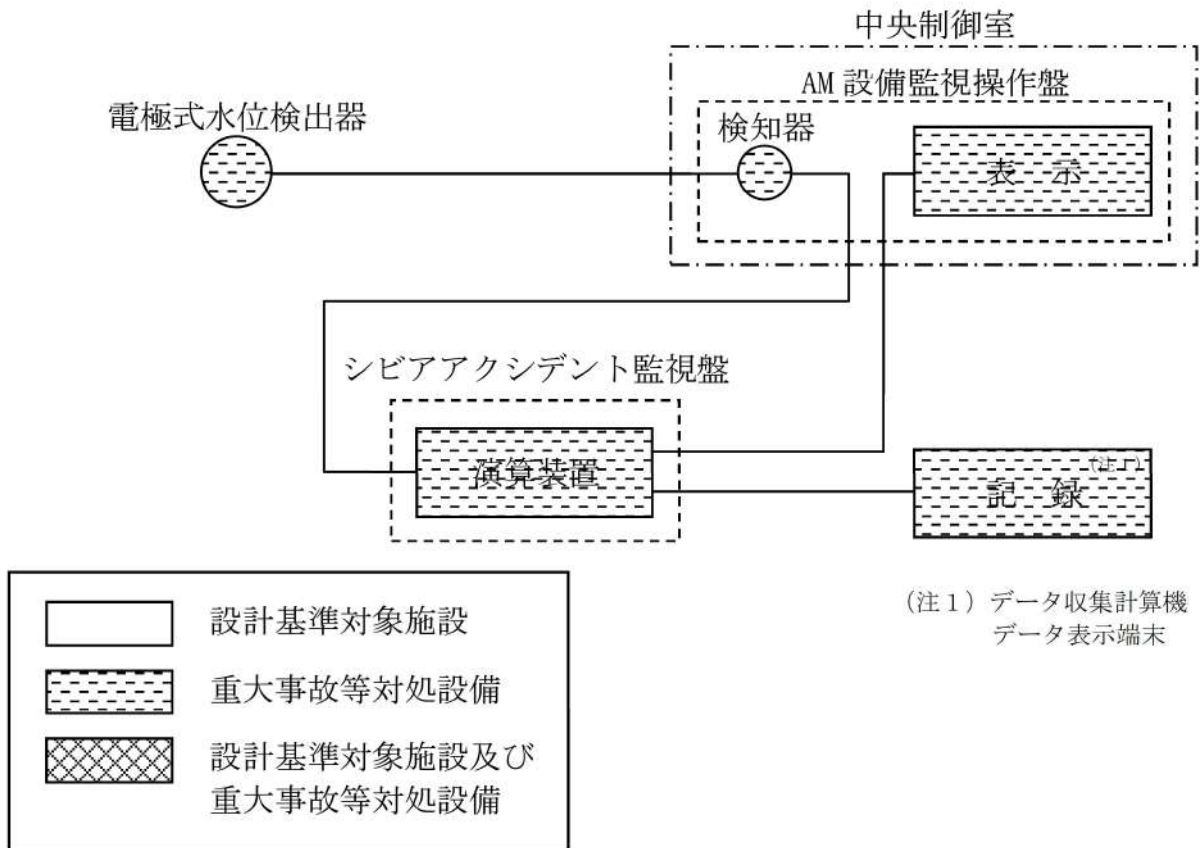 中央制御室
AM 設備監視操作盤
電極式水位検出器
検知器
表 示
シビアアクシデント監視盤
演算装置
(注1)
記 録
(注1) データ収集計算機
データ表示端末
設計基準対象施設
重大事故等対処設備
設計基準対象施設及び
重大事故等対処設備